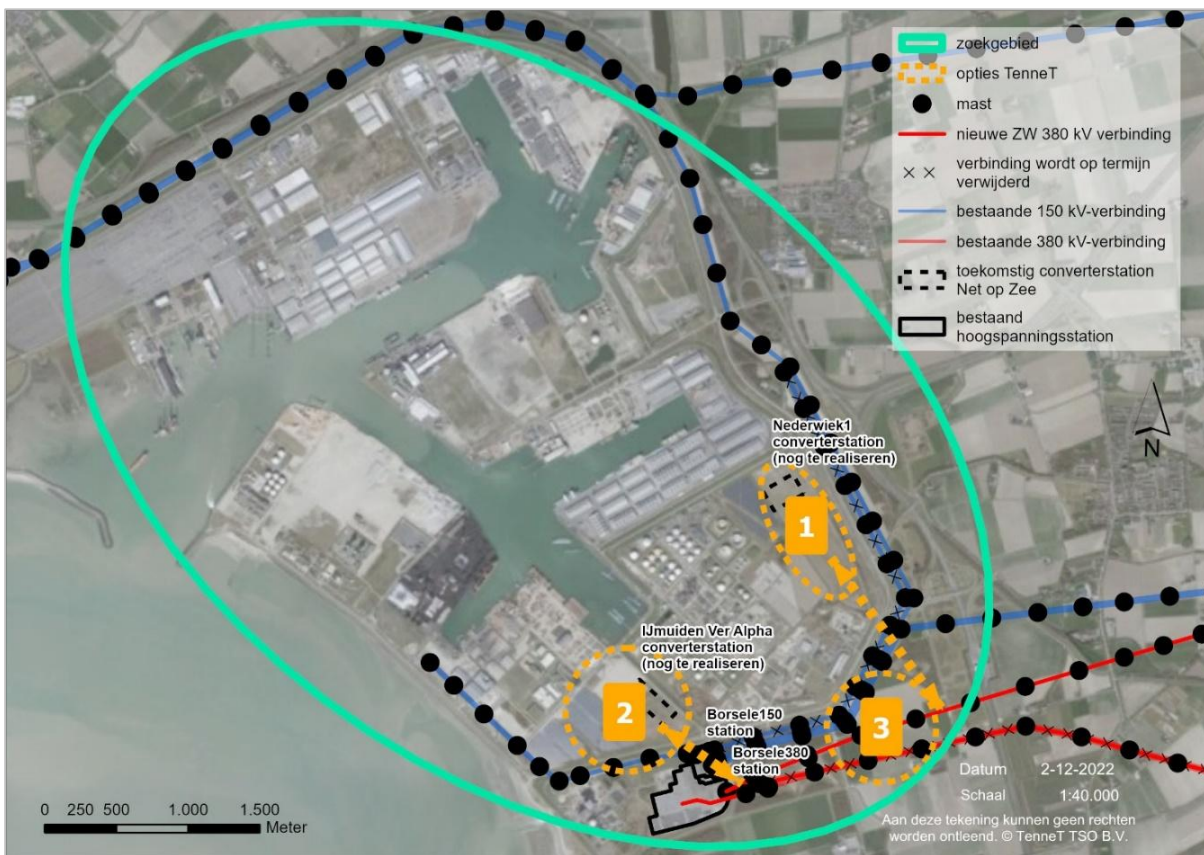 zoekgebied
opties TenneT
mast
nieuwe ZW 380 kV verbinding
verbinding wordt op termijn
verwijderd
bestaande 150 kV-verbinding
bestaande 380 kV-verbinding
toekomstig converterstation
Net op Zee
bestaand
hoogspanningsstation
N
Nederwiek1
converterstation
(nog te realiseren)
1
IJmuiden Ver Alpha
converterstation
(nog te realiseren)
2
Borsele150
station
3
Borsele380
station
Datum 2-12-2022
Schaal 1:40.000
Aan deze tekening kunnen geen rechten
worden ontleend. © TenneT TSO B.V.
0 250 500 1.000 1.500
Meter